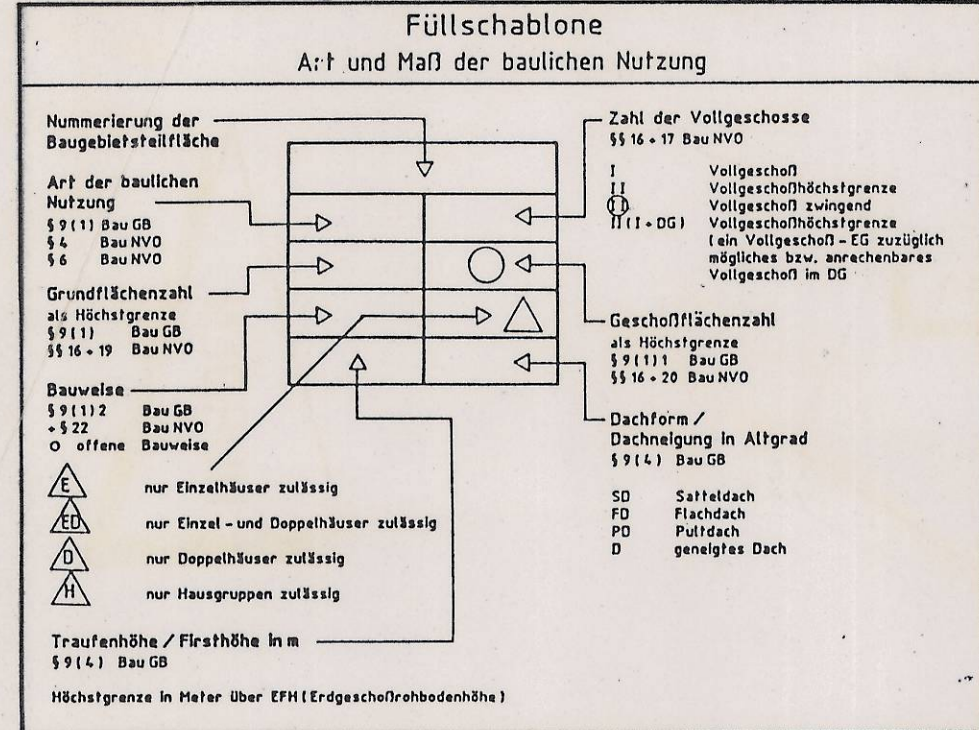 Füllschablone
Art und Maß der baulichen Nutzung
Nummerierung der
Baugebietsteilfläche
Art der baulichen
Nutzung
§ 9(1) Bau GB
§ 4 Bau NVO
§ 6 Bau NVO
Grundflächenzahl
als Höchstgrenze
§ 9(1) Bau GB
§§ 16 + 19 Bau NVO
Bauweise
§ 9(1)2 Bau GB
+ § 22 Bau NVO
O offene Bauweise
E nur Einzelhäuser zulässig
ED nur Einzel- und Doppelhäuser zulässig
D nur Doppelhäuser zulässig
H nur Hausgruppen zulässig
Traufenhöhe / Firsthöhe in m
§ 9(4) Bau GB
Höchstgrenze in Meter über EFH (Erdgeschoßrohbodenhöhe)
Zahl der Vollgeschosse
§§ 16 + 17 Bau NVO
I Vollgeschoß
II Vollgeschoßhöchstgrenze
II Vollgeschoß zwingend
II (I + DG) Vollgeschoßhöchstgrenze
(ein Vollgeschoß - EG zuzüglich
mögliches bzw. anrechenbares
Vollgeschoß im DG
Geschoßflächenzahl
als Höchstgrenze
§ 9(1)1 Bau GB
§§ 16 + 20 Bau NVO
Dachform /
Dachneigung in Altgrad
§ 9(4) Bau GB
SD Satteldach
FD Flachdach
PD Pultdach
D geneigtes Dach